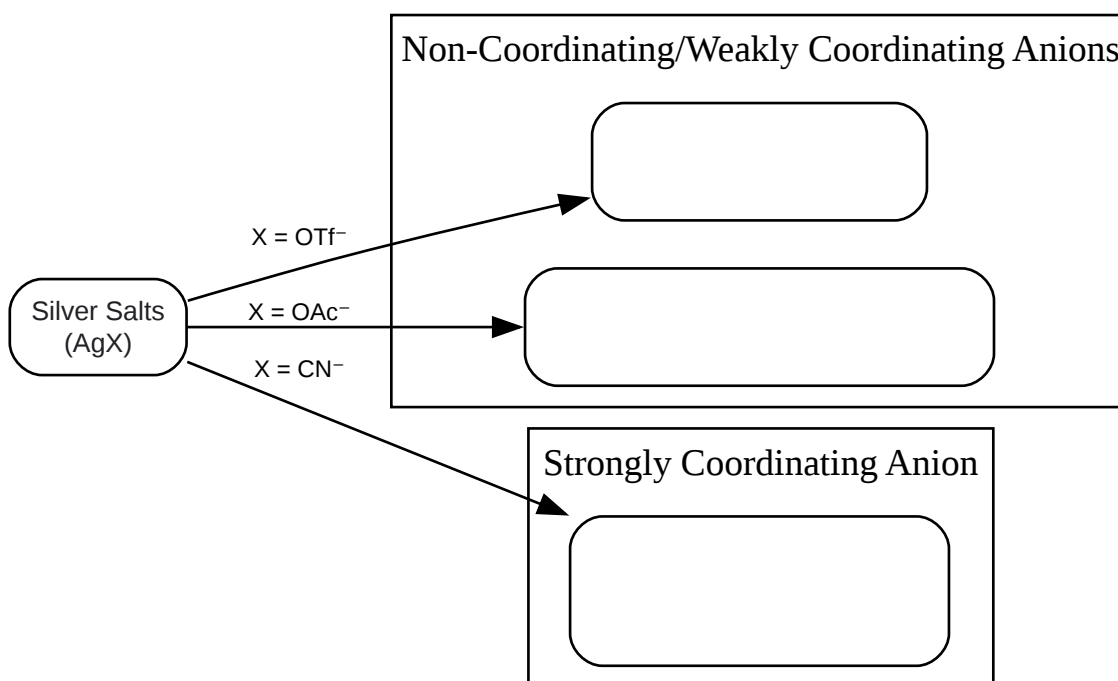 Non-Coordinating/Weakly Coordinating Anions
X = OTf⁻
Silver Salts
(AgX)
X = OAc⁻
X = CN⁻
Strongly Coordinating Anion